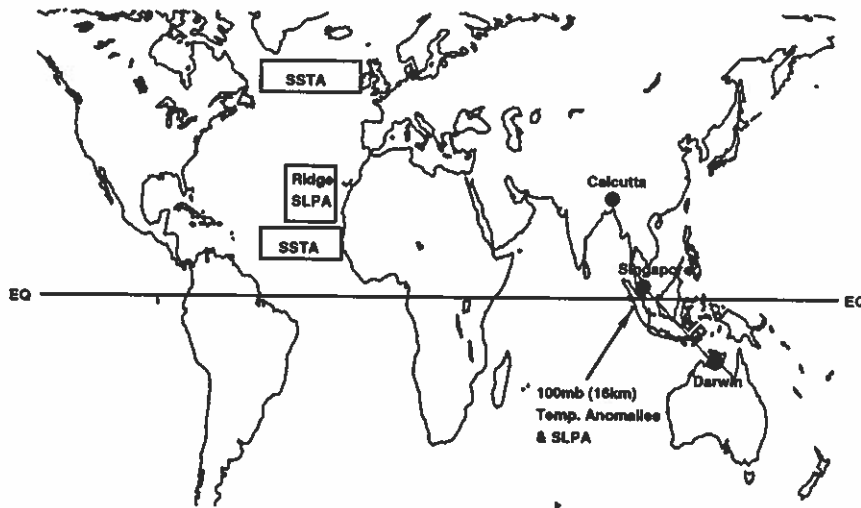 SSTA
Ridge
SLPA
Calcutta
SSTA
Singapore
EQ
EQ
Darwin
100mb (16km)
Temp. Anomalies
& SLPA